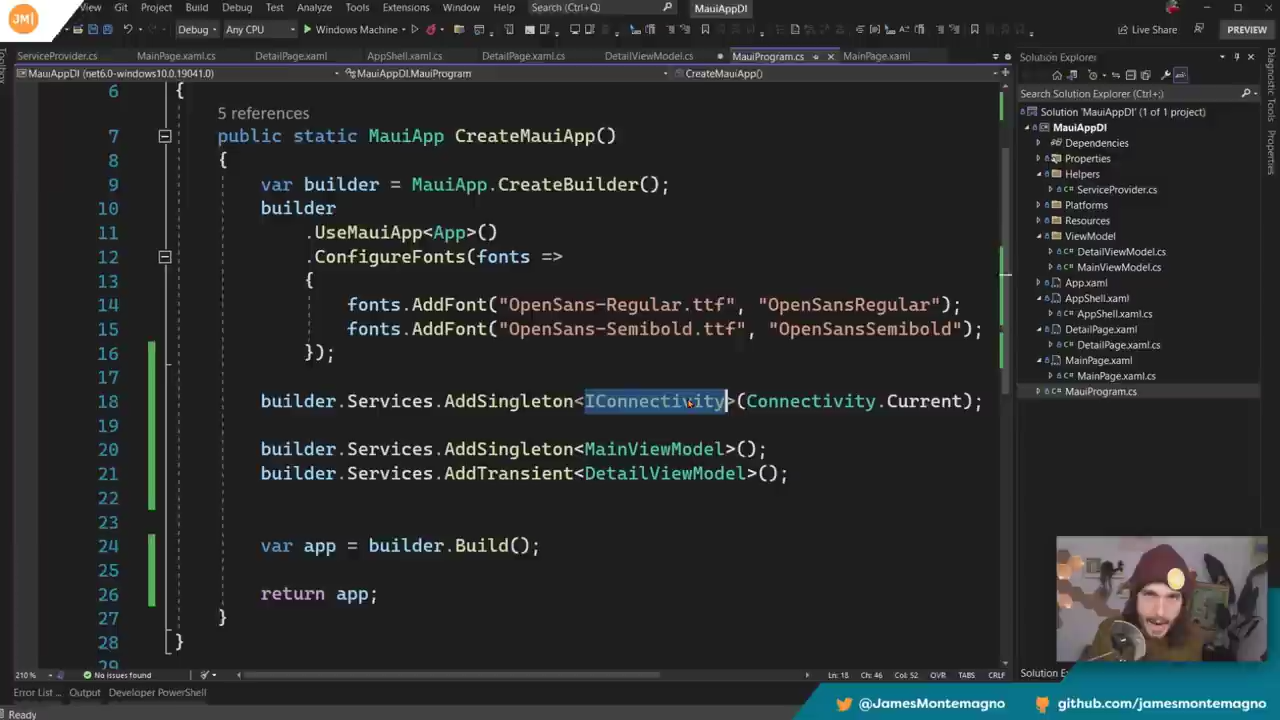 JM|
View Git Project Build Debug Test Analyze Tools Extensions Window Help Search (Ctrl+Q) MauiAppDI
Debug Any CPU Windows Machine Live Share PREVIEW
ServiceProvider.cs MainPage.xaml.cs AppShell.xaml.cs DetailPage.xaml.cs DetailViewModel.cs MauiProgram.cs MainPage.xaml
MauiAppDI (net6.0-windows10.0.19041.0) MauiAppDI.MauiProgram CreateMauiApp()
6 {
5 references
7 public static MauiApp CreateMauiApp()
8 {
9 var builder = MauiApp.CreateBuilder();
10 builder
11 .UseMauiApp<App>()
12 .ConfigureFonts(fonts =>
13 {
14 fonts.AddFont("OpenSans-Regular.ttf", "OpenSansRegular");
15 fonts.AddFont("OpenSans-Semibold.ttf", "OpenSansSemibold");
16 });
17
18 builder.Services.AddSingleton<IConnectivity>(Connectivity.Current);
19
20 builder.Services.AddSingleton<MainViewModel>();
21 builder.Services.AddTransient<DetailViewModel>();
22
23
24 var app = builder.Build();
25
26 return app;
27 }
28 }
29
210 % No issues found Ln: 18 Ch: 46 Col: 52 OVR TABS CRLF
Error List ... Output Developer PowerShell
Ready
Toolbox
Solution Explorer
Search Solution Explorer (Ctrl+;)
Solution 'MauiAppDI' (1 of 1 project)
MauiAppDI
Dependencies
Properties
Helpers
ServiceProvider.cs
Platforms
Resources
ViewModel
DetailViewModel.cs
MainViewModel.cs
App.xaml
AppShell.xaml
AppShell.xaml.cs
DetailPage.xaml
DetailPage.xaml.cs
MainPage.xaml
MainPage.xaml.cs
MauiProgram.cs
Solution Explorer
Diagnostic Tools Properties
@JamesMontemagno github.com/jamesmontemagno